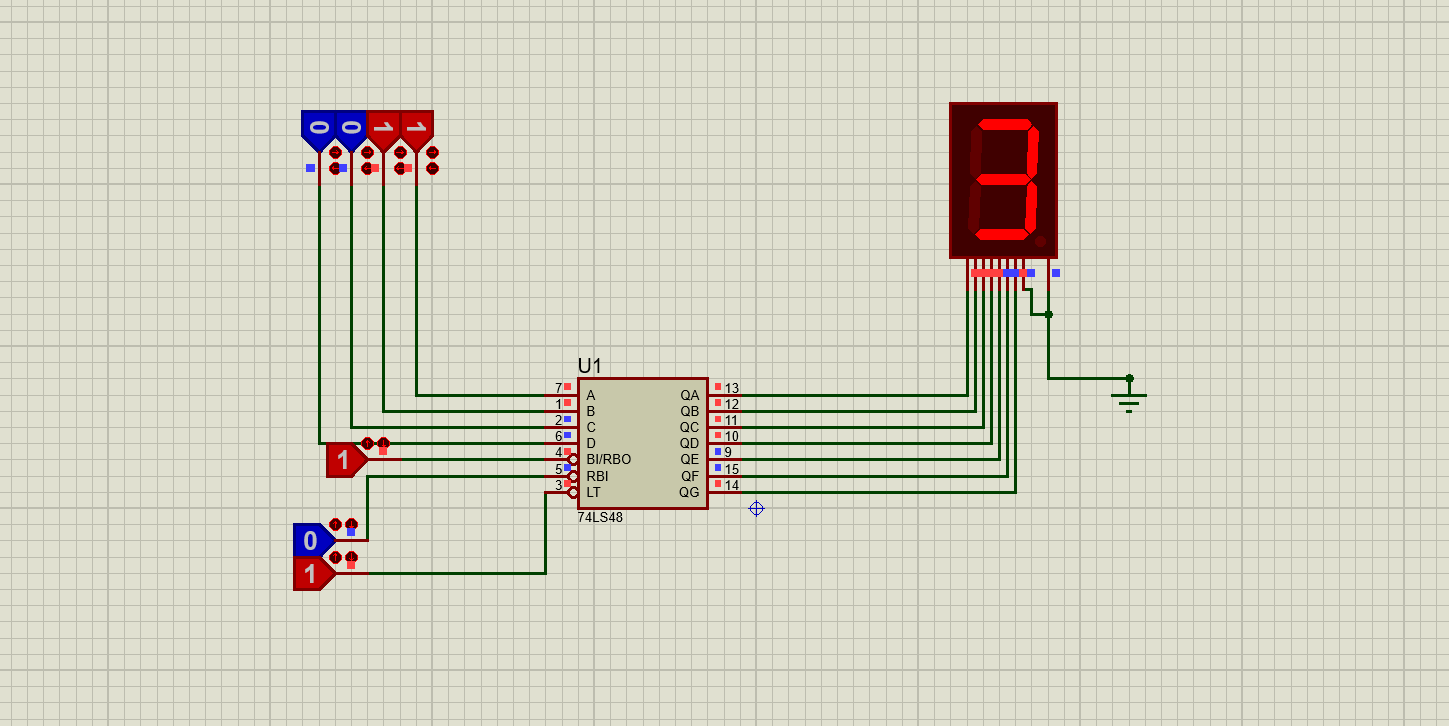 0 0 1 1
3
U1
7 A QA 13
1 B QB 12
2 C QC 11
6 D QD 10
1 4 BI/RBO QE 9
5 RBI QF 15
3 LT QG 14
74LS48
0
1